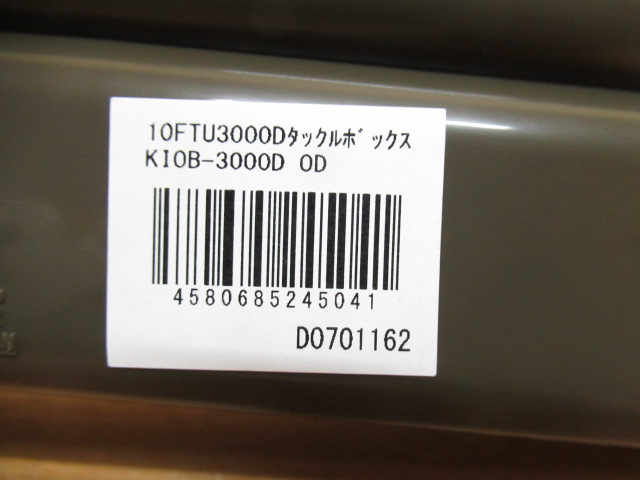 10FTU3000Dﾀｯｸﾙﾎﾞｯｸｽ
KIOB-3000D OD
4580685245041
D0701162